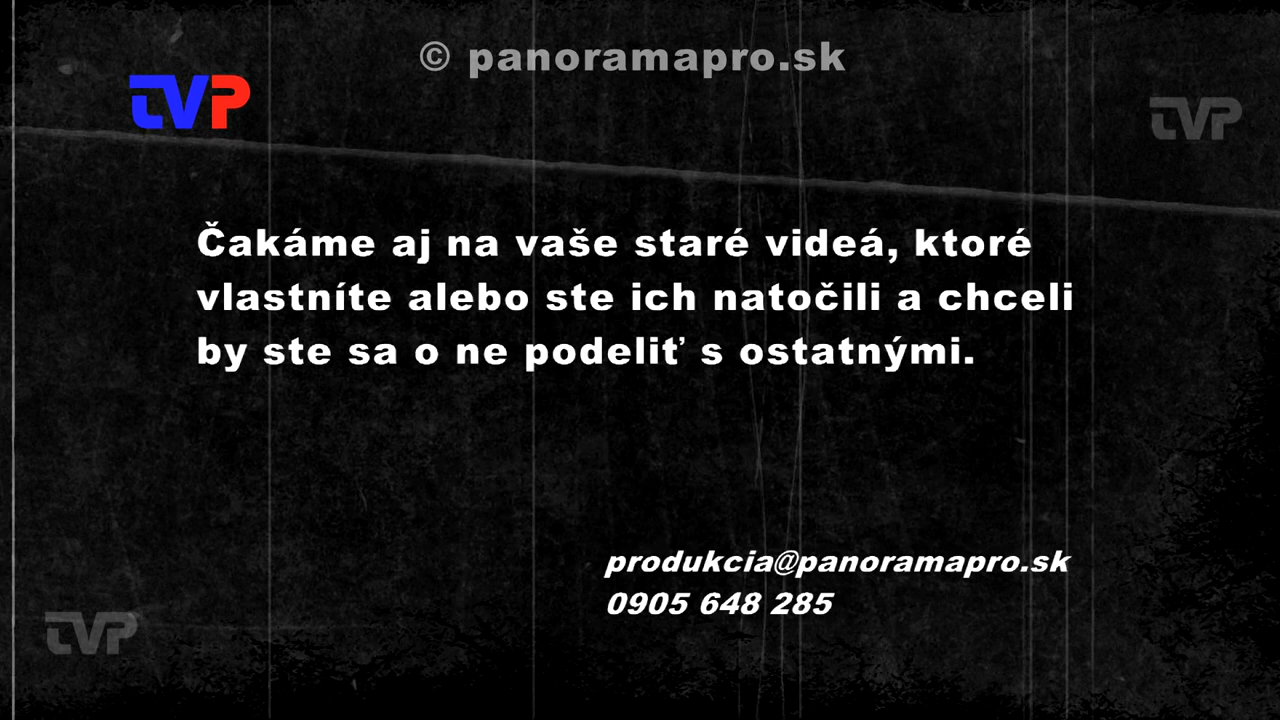 © panoramapro.sk
TVP
TVP
Čakáme aj na vaše staré videá, ktoré
vlastníte alebo ste ich natočili a chceli
by ste sa o ne podeliť s ostatnými.
produkcia@panoramapro.sk
0905 648 285
TVP